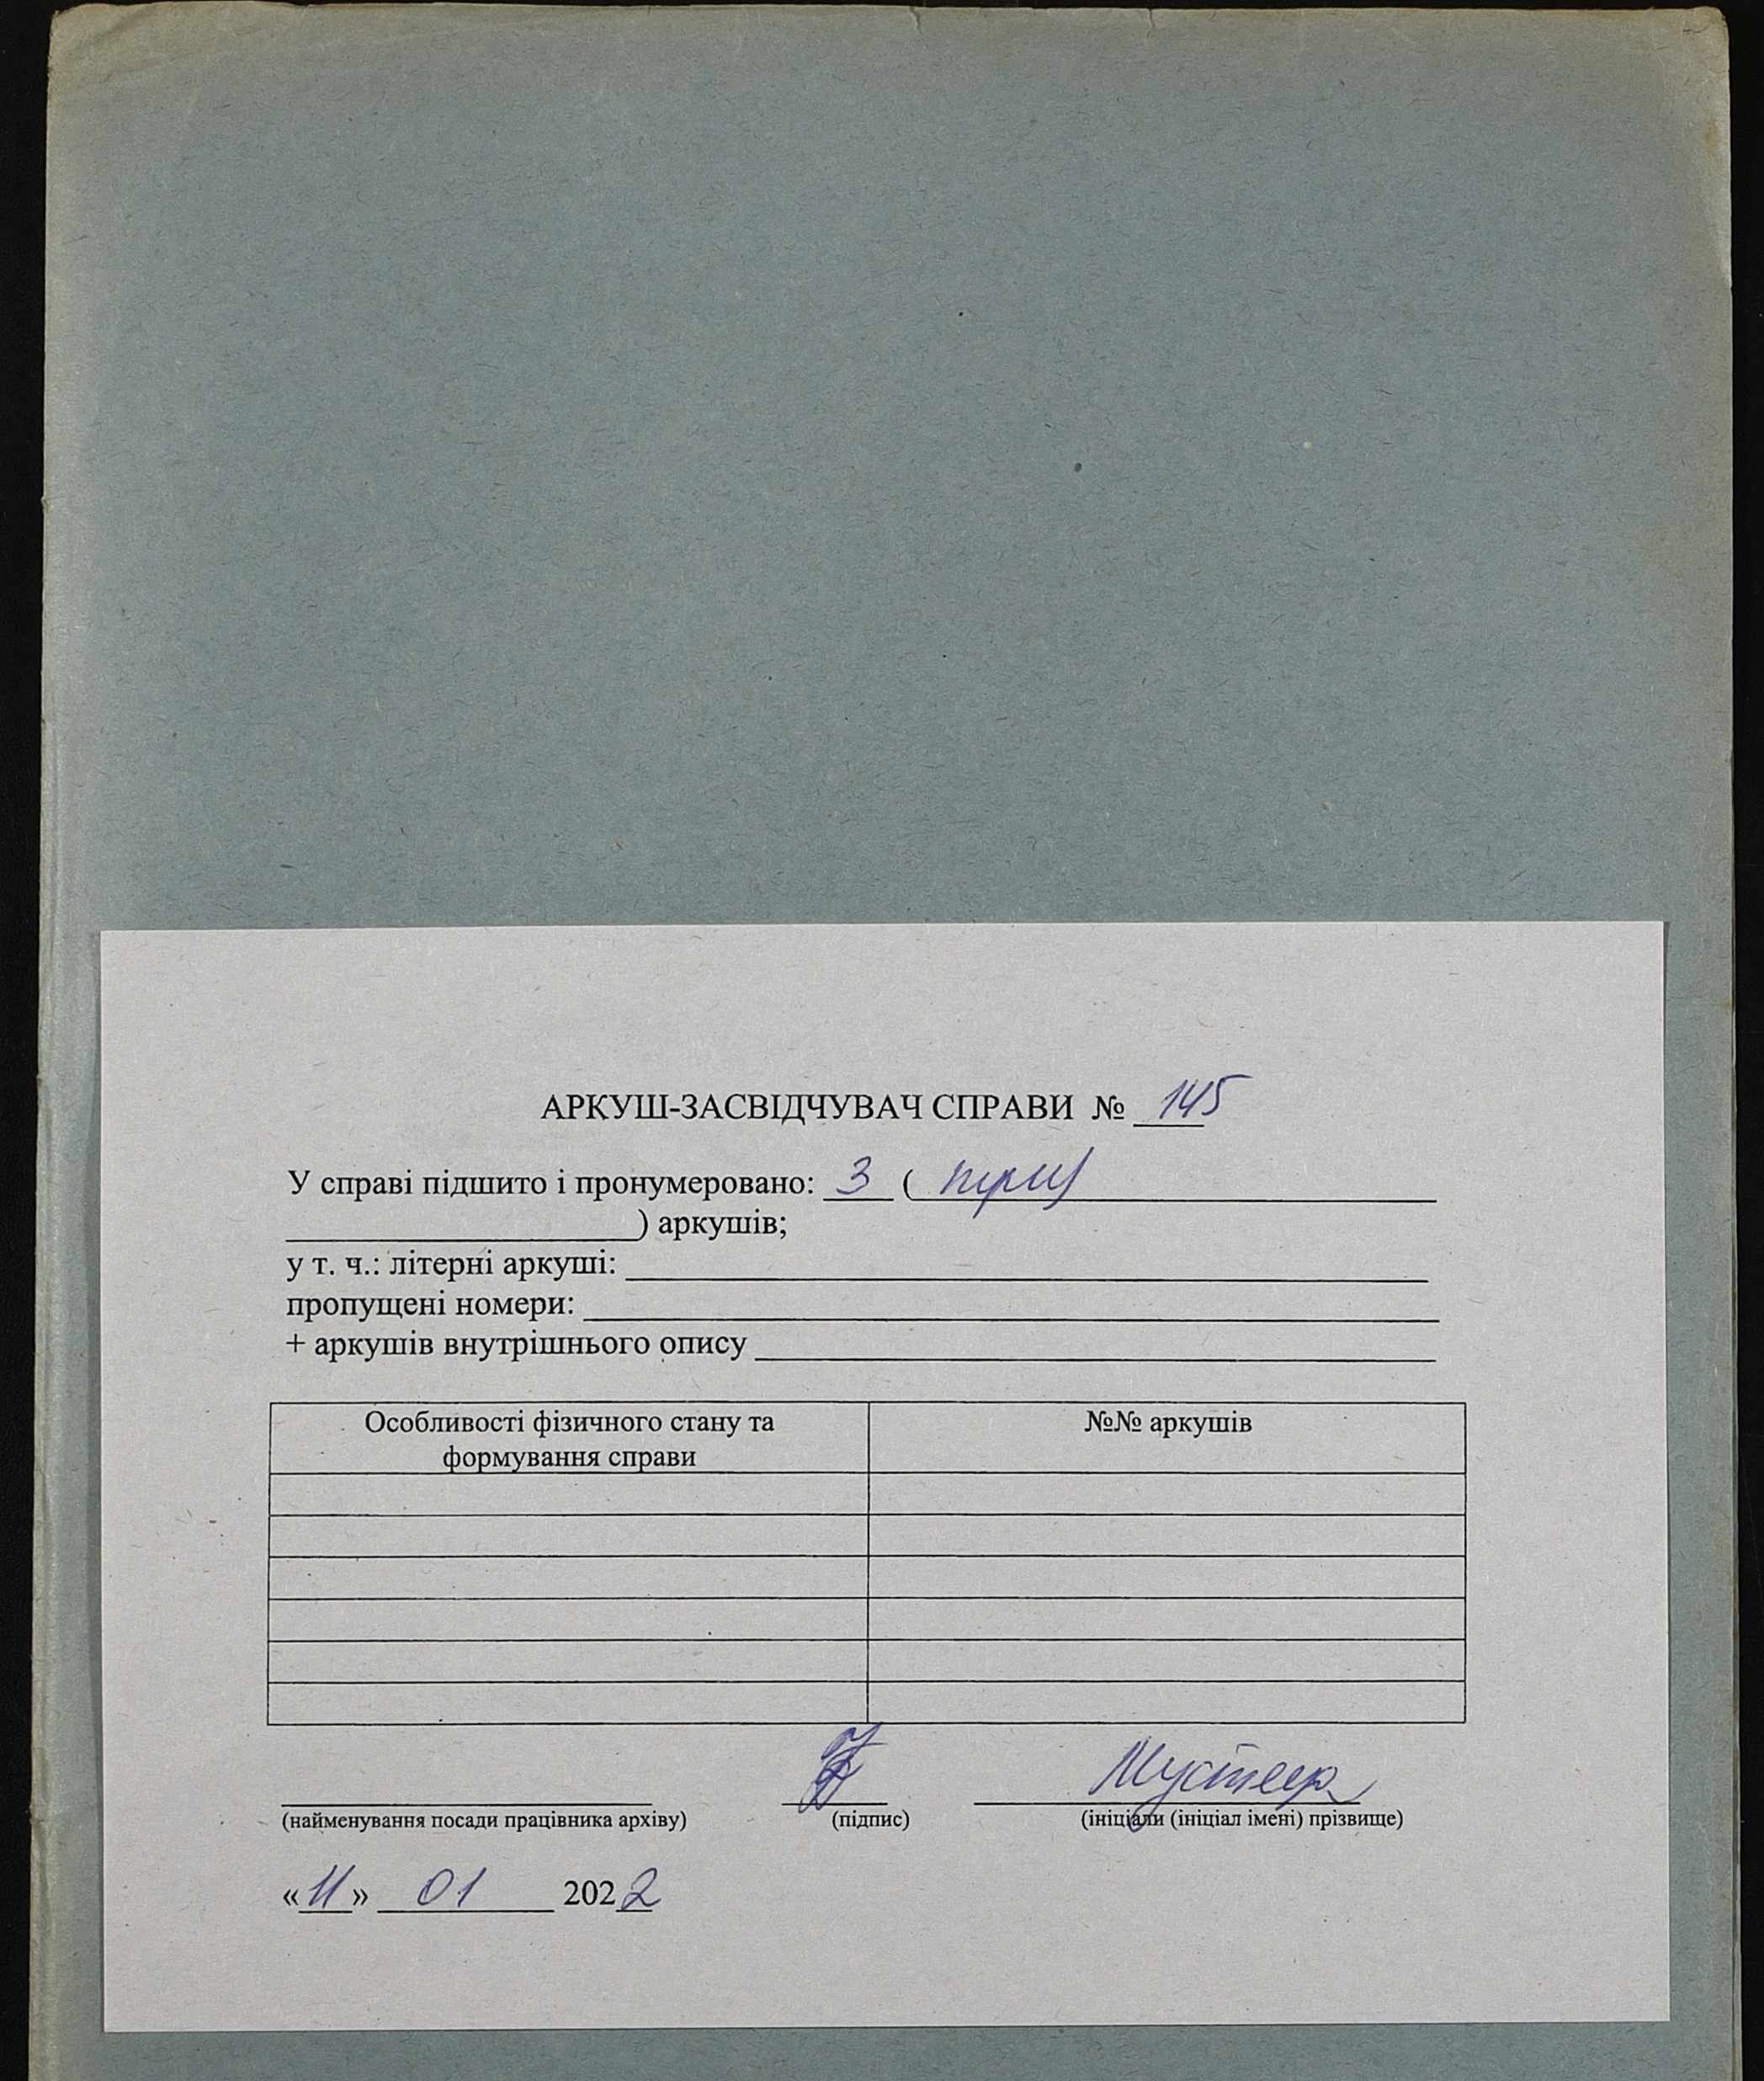 АРКУШ-ЗАСВІДЧУВАЧ СПРАВИ № 145
У справі підшито і пронумеровано: 3 ( три)
) аркушів;
у т. ч.: літерні аркуші:
пропущені номери:
+ аркушів внутрішнього опису
Особливості фізичного стану та
формування справи
№№ аркушів
(найменування посади працівника архіву)
(підпис)
(ініціали (ініціал імені) прізвище)
«11» 01 2022